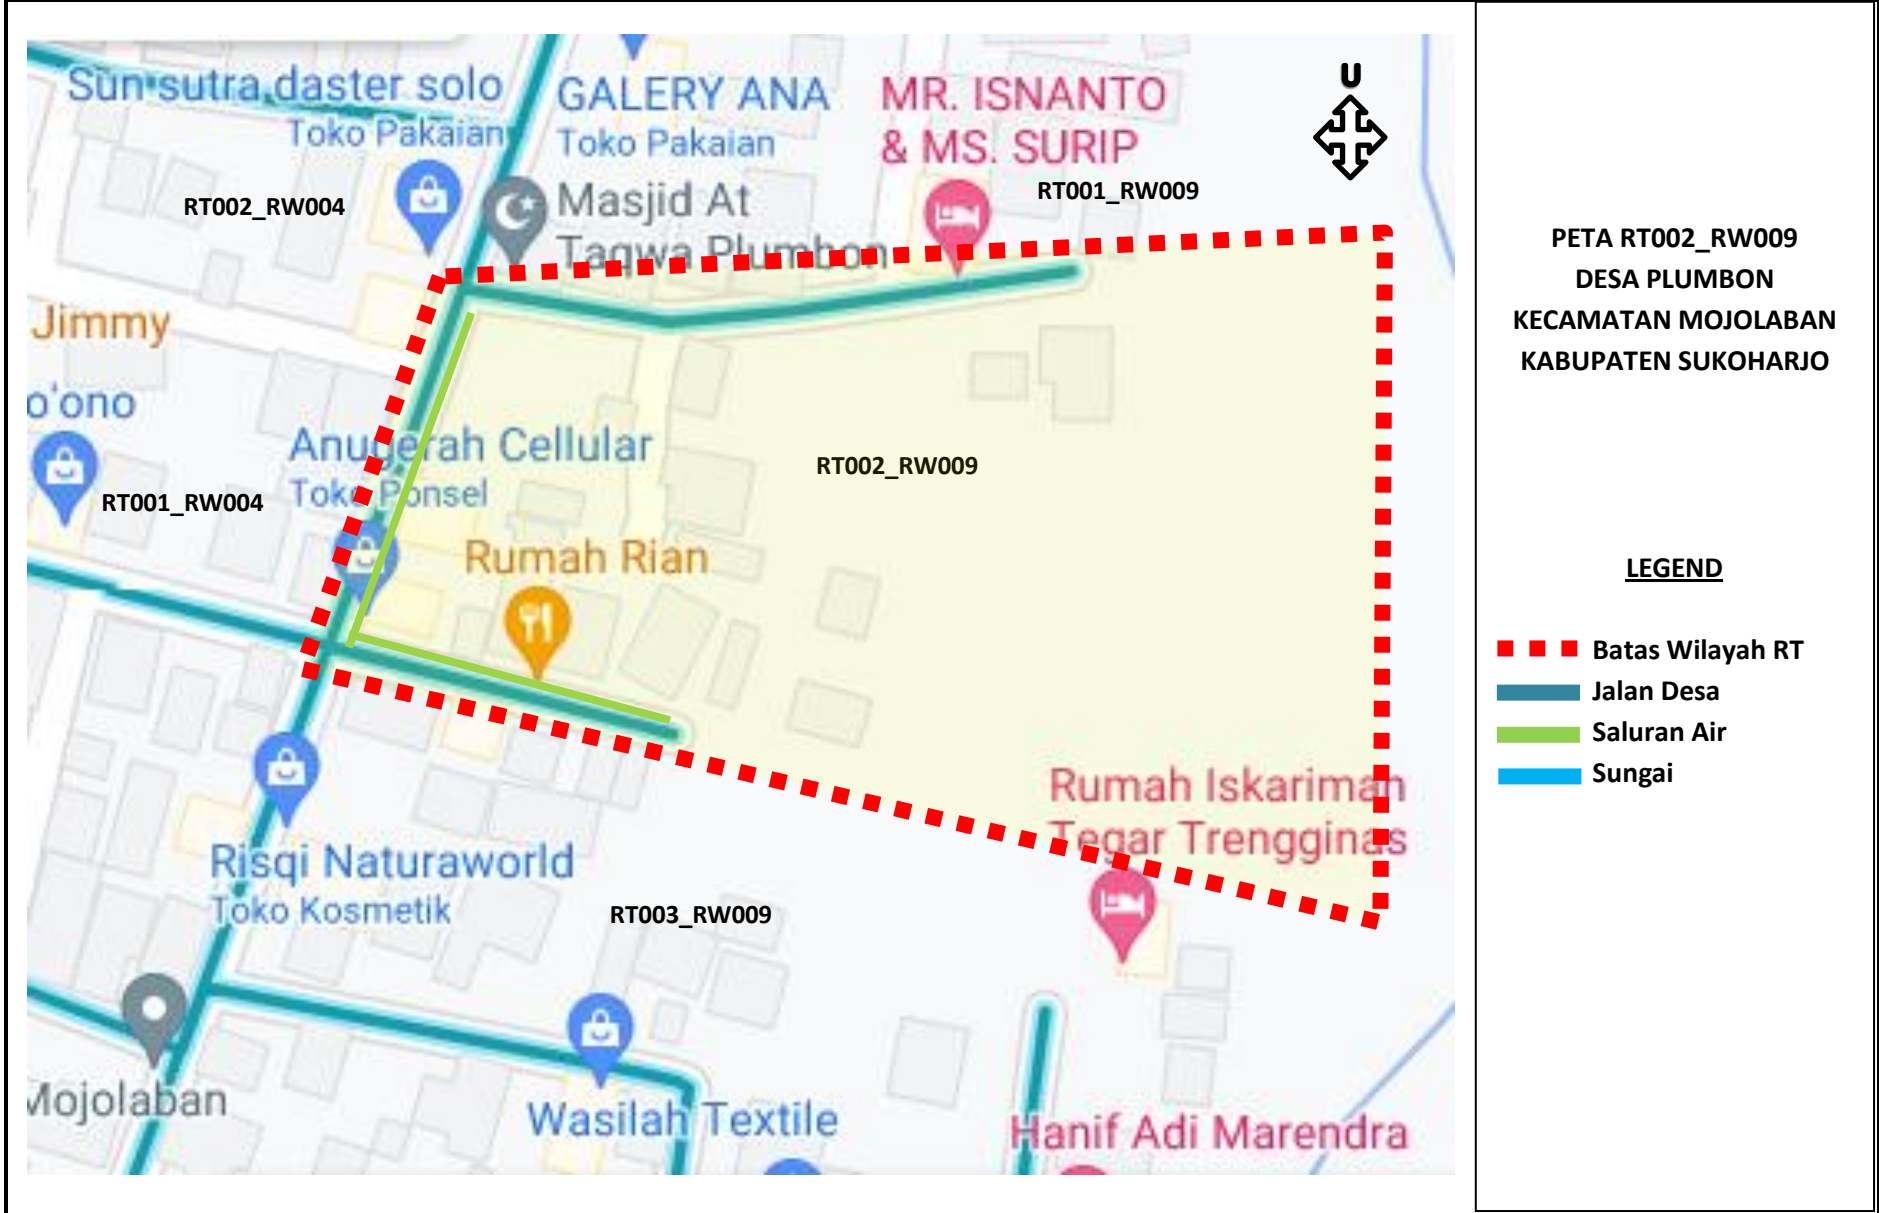 Sun sutra daster solo
Toko Pakaian
GALERY ANA
Toko Pakaian
MR. ISNANTO
& MS. SURIP
U
RT002_RW004
Masjid At
Taqwa Plumbon
RT001_RW009
Jimmy
o'ono
Anugerah Cellular
Toko Ponsel
RT001_RW004
RT002_RW009
Rumah Rian
Rumah Iskariman
Tegar Trengginas
Risqi Naturaworld
Toko Kosmetik
RT003_RW009
Mojolaban
Wasilah Textile
Hanif Adi Marendra
PETA RT002_RW009
DESA PLUMBON
KECAMATAN MOJOLABAN
KABUPATEN SUKOHARJO
LEGEND
Batas Wilayah RT
Jalan Desa
Saluran Air
Sungai